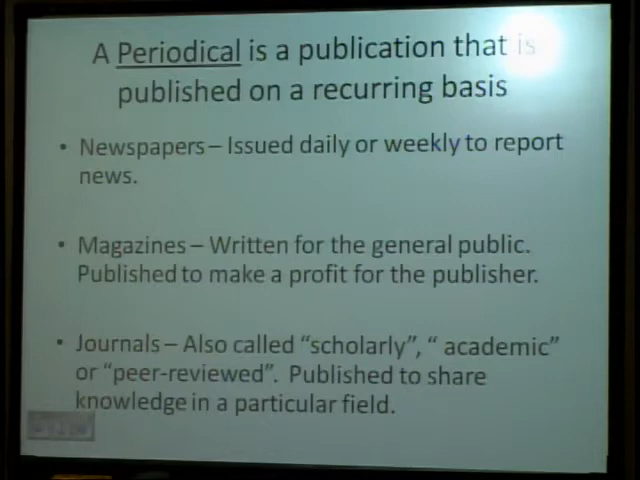 A Periodical is a publication that is
published on a recurring basis
• Newspapers – Issued daily or weekly to report
news.
• Magazines – Written for the general public.
Published to make a profit for the publisher.
• Journals – Also called “scholarly”, “ academic”
or “peer-reviewed”. Published to share
knowledge in a particular field.